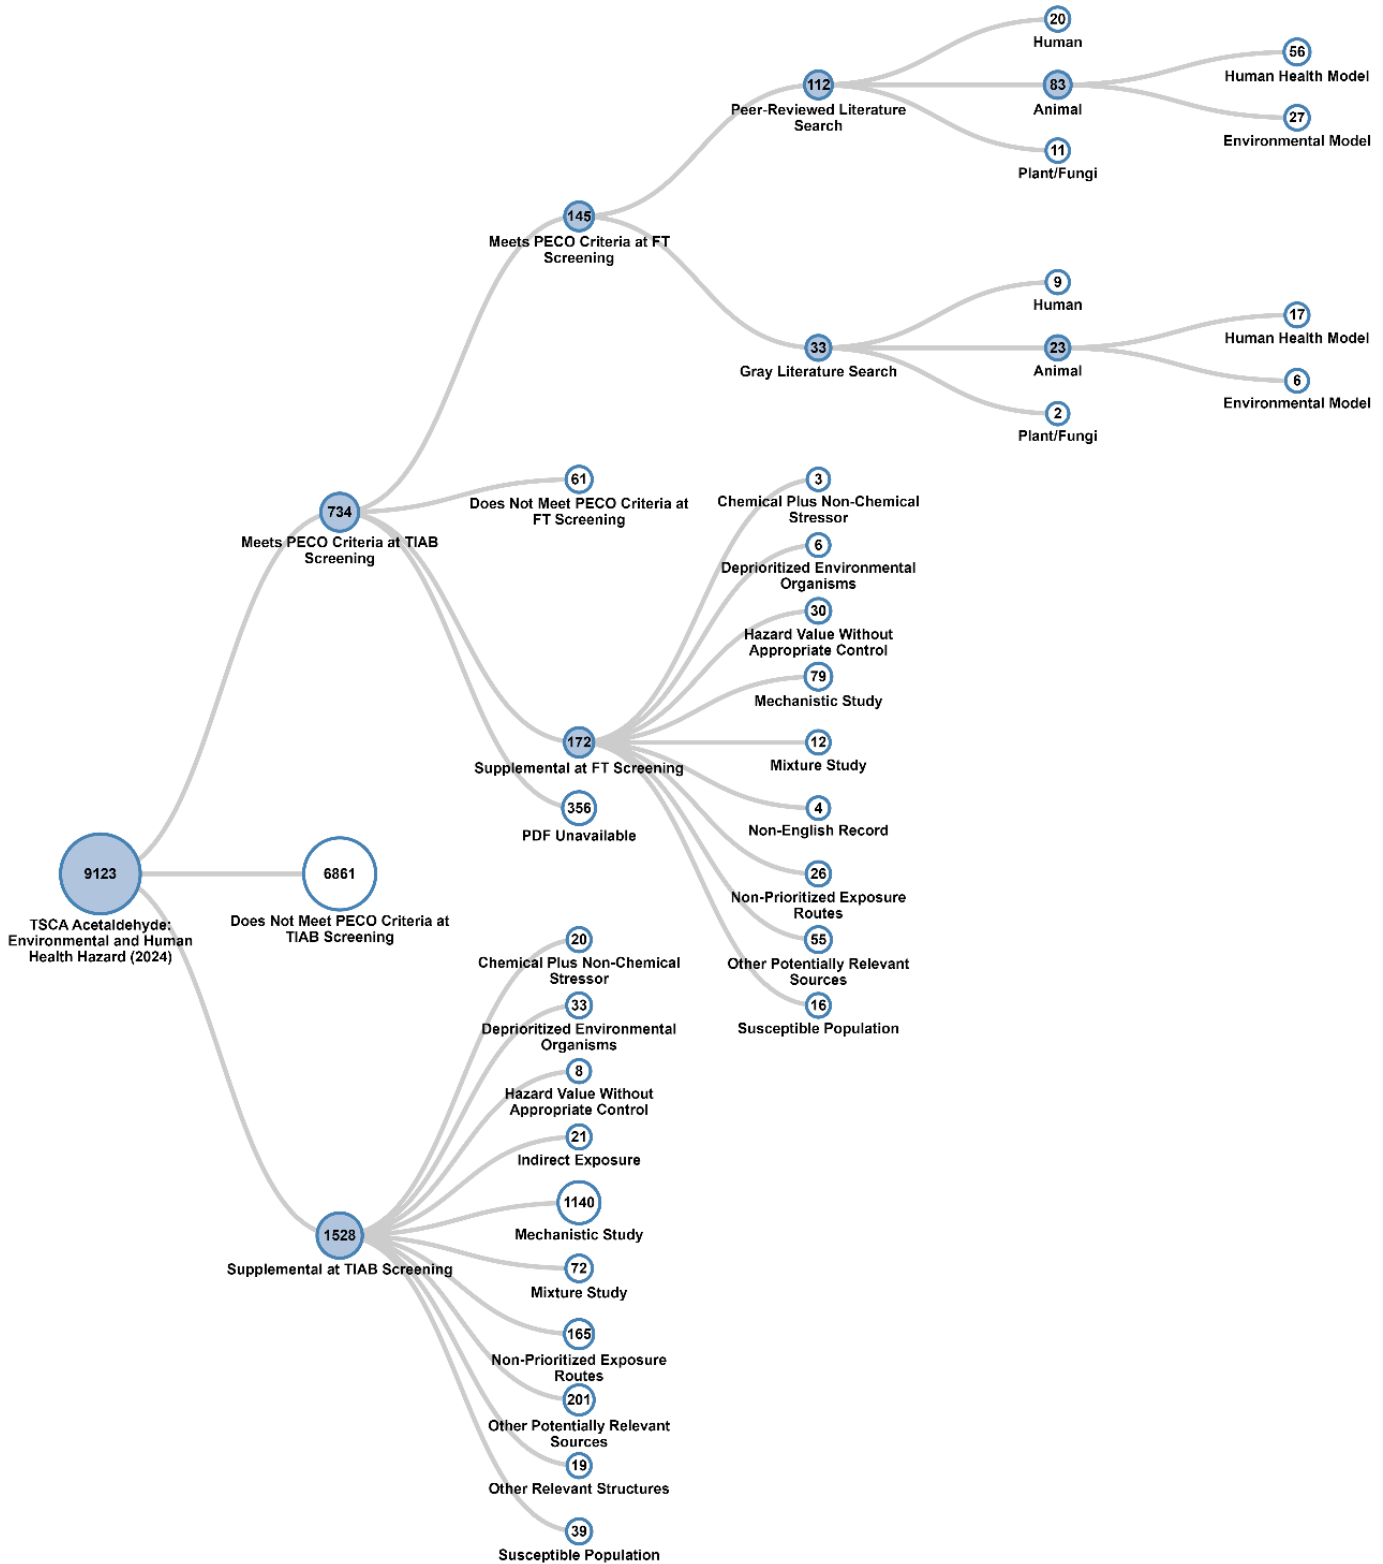 20
Human
56
Human Health Model
112
Peer-Reviewed Literature
Search
83
Animal
27
Environmental Model
11
Plant/Fungi
145
Meets PECO Criteria at FT
Screening
9
Human
17
Human Health Model
33
Gray Literature Search
23
Animal
6
Environmental Model
2
Plant/Fungi
61
Does Not Meet PECO Criteria at
FT Screening
734
Meets PECO Criteria at TIAB
Screening
3
Chemical Plus Non-Chemical
Stressor
6
Deprioritized Environmental
Organisms
30
Hazard Value Without
Appropriate Control
79
Mechanistic Study
172
Supplemental at FT Screening
12
Mixture Study
356
PDF Unavailable
4
Non-English Record
26
Non-Prioritized Exposure
Routes
55
Other Potentially Relevant
Sources
16
Susceptible Population
9123
TSCA Acetaldehyde:
Environmental and Human
Health Hazard (2024)
6861
Does Not Meet PECO Criteria at
TIAB Screening
20
Chemical Plus Non-Chemical
Stressor
33
Deprioritized Environmental
Organisms
8
Hazard Value Without
Appropriate Control
21
Indirect Exposure
1140
Mechanistic Study
1528
Supplemental at TIAB Screening
72
Mixture Study
165
Non-Prioritized Exposure
Routes
201
Other Potentially Relevant
Sources
19
Other Relevant Structures
39
Susceptible Population